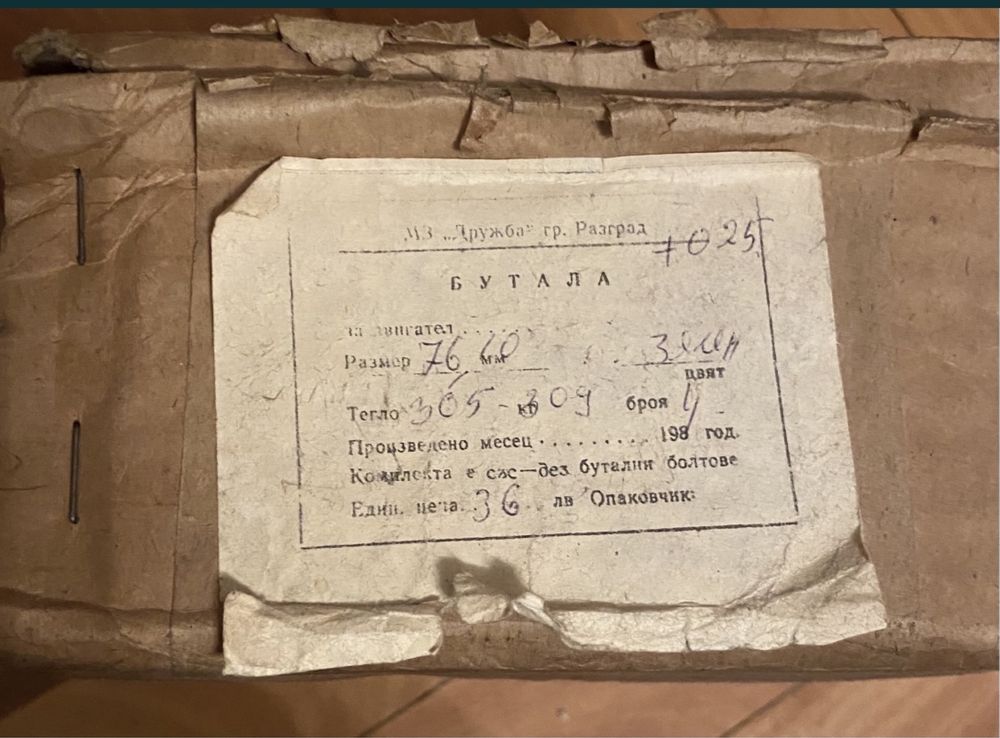 МЗ „Дружба“ гр. Разград
+0 25
БУТАЛА
за двигател . . . . . .
Размер 76 мм зелен
цвят
Тегло 305 - кг 309 броя 4
Произведено месец . . . . . . . . . 198 год.
Комплекта е със—без бутални болтове
Един. цена. 36 лв Опаковчик: